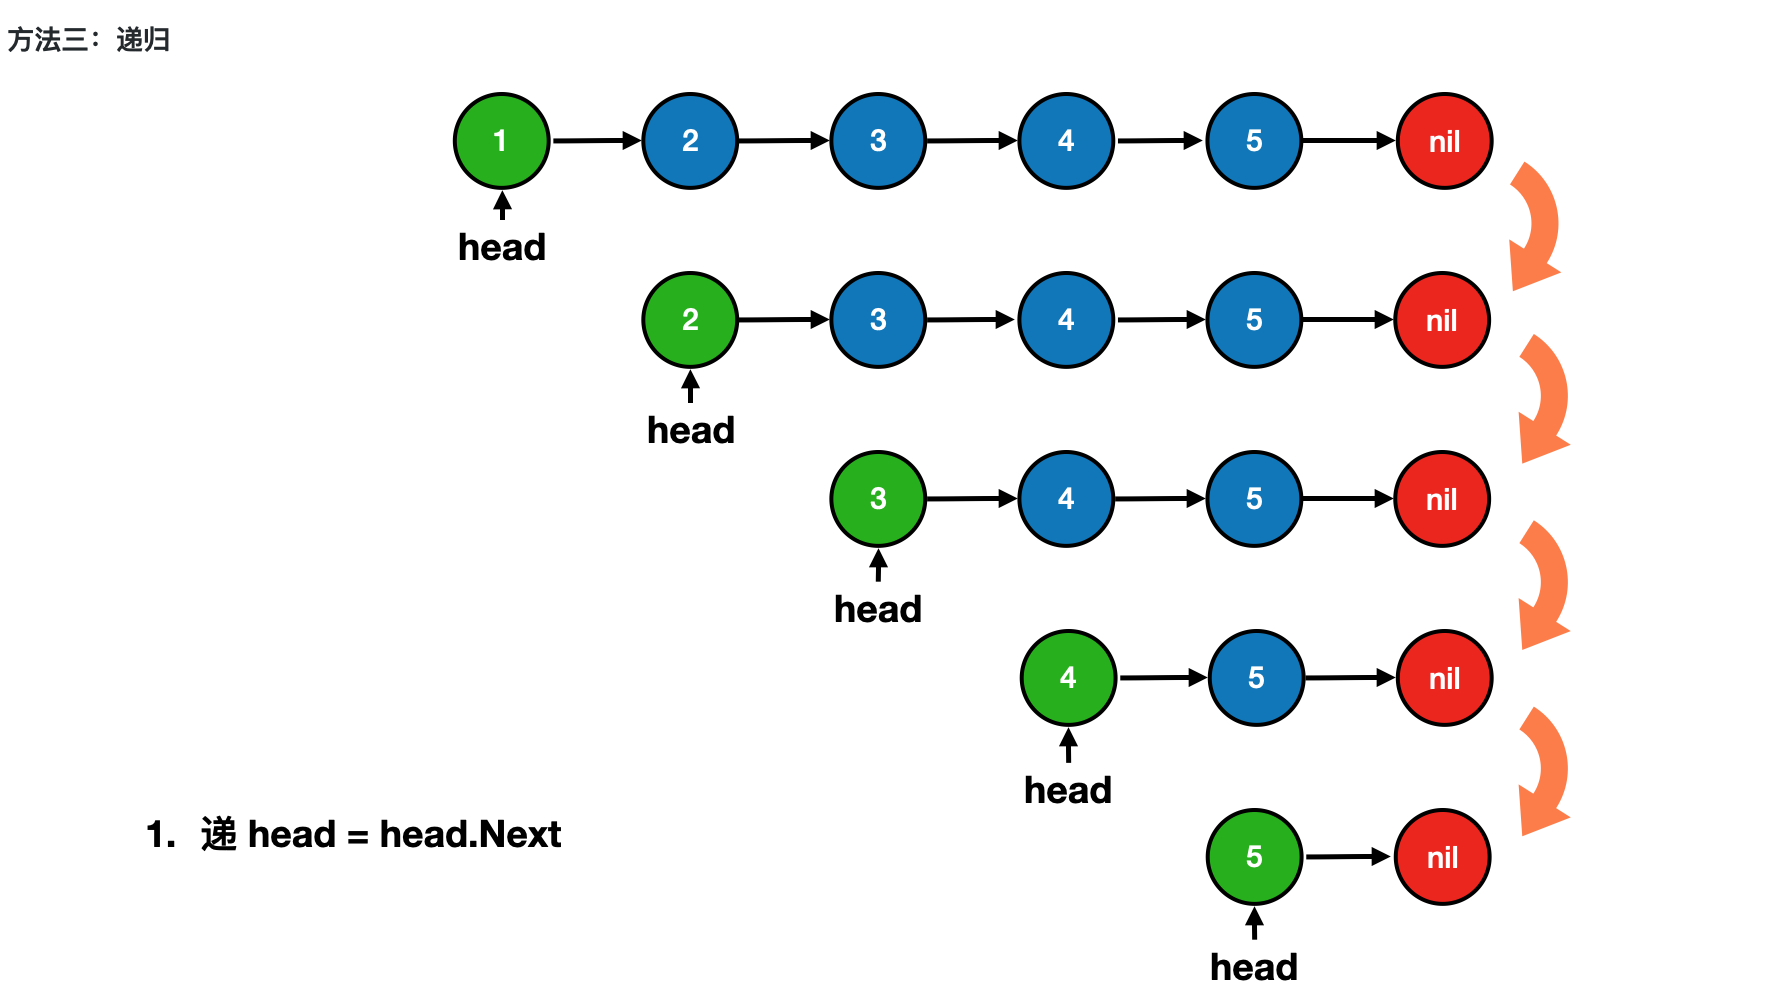 方法三：递归
1 2 3 4 5 nil
head
2 3 4 5 nil
head
3 4 5 nil
head
4 5 nil
head
1. 递 head = head.Next
5 nil
head